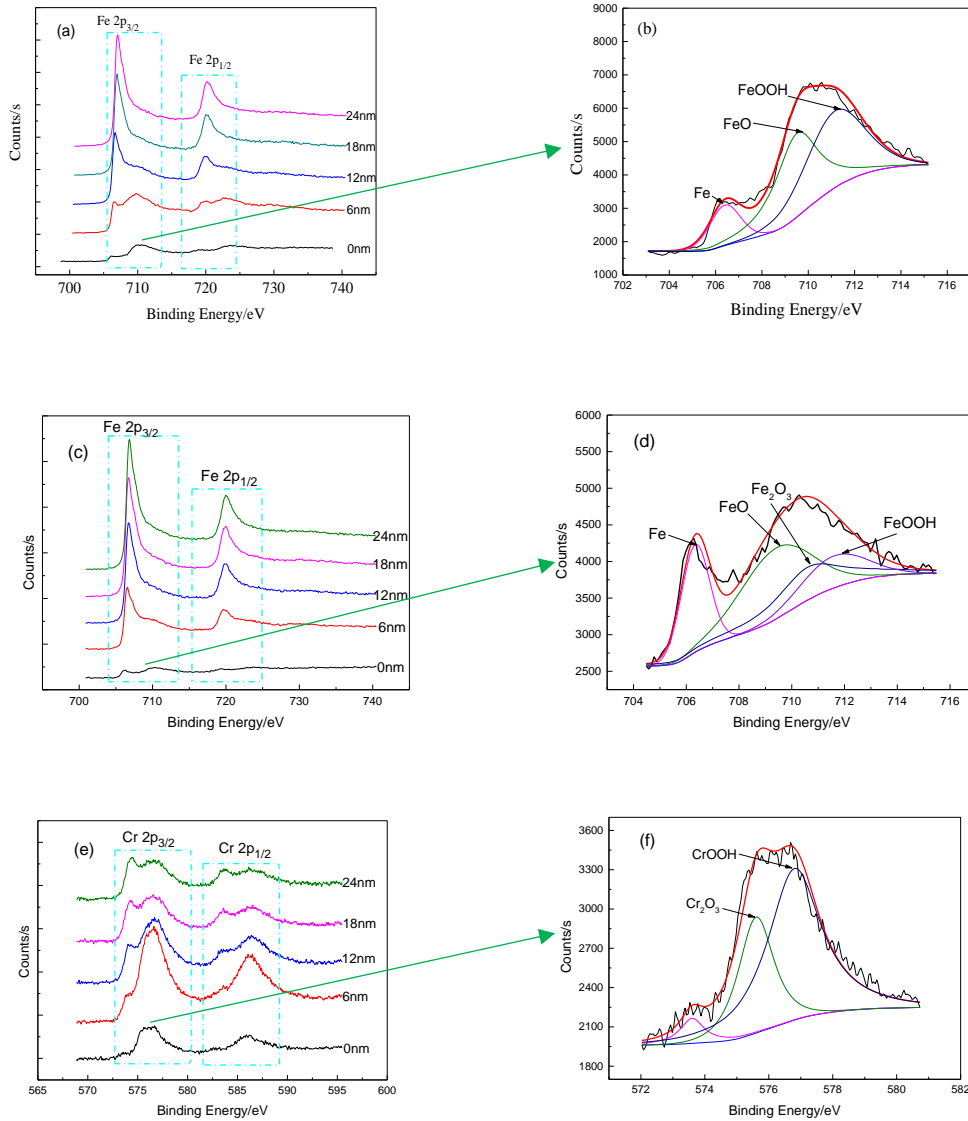 (a)
Fe 2p3/2
Fe 2p1/2
24nm
18nm
12nm
6nm
0nm
Counts/s
700 710 720 730 740
Binding Energy/eV
(b)
9000
8000
7000
6000
5000
4000
3000
2000
1000
FeOOH
FeO
Fe
Counts/s
702 704 706 708 710 712 714 716
Binding Energy/eV
(c)
Fe 2p3/2
Fe 2p1/2
24nm
18nm
12nm
6nm
0nm
Counts/s
700 710 720 730 740
Binding Energy/eV
(d)
6000
5500
5000
4500
4000
3500
3000
2500
Fe2O3
FeO
FeOOH
Fe
Counts/s
704 706 708 710 712 714 716
Binding Energy/eV
(e)
Cr 2p3/2
Cr 2p1/2
24nm
18nm
12nm
6nm
0nm
Counts/s
565 570 575 580 585 590 595 600
Binding Energy/eV
(f)
3600
3300
3000
2700
2400
2100
1800
CrOOH
Cr2O3
Counts/s
572 574 576 578 580 582
Binding Energy/eV